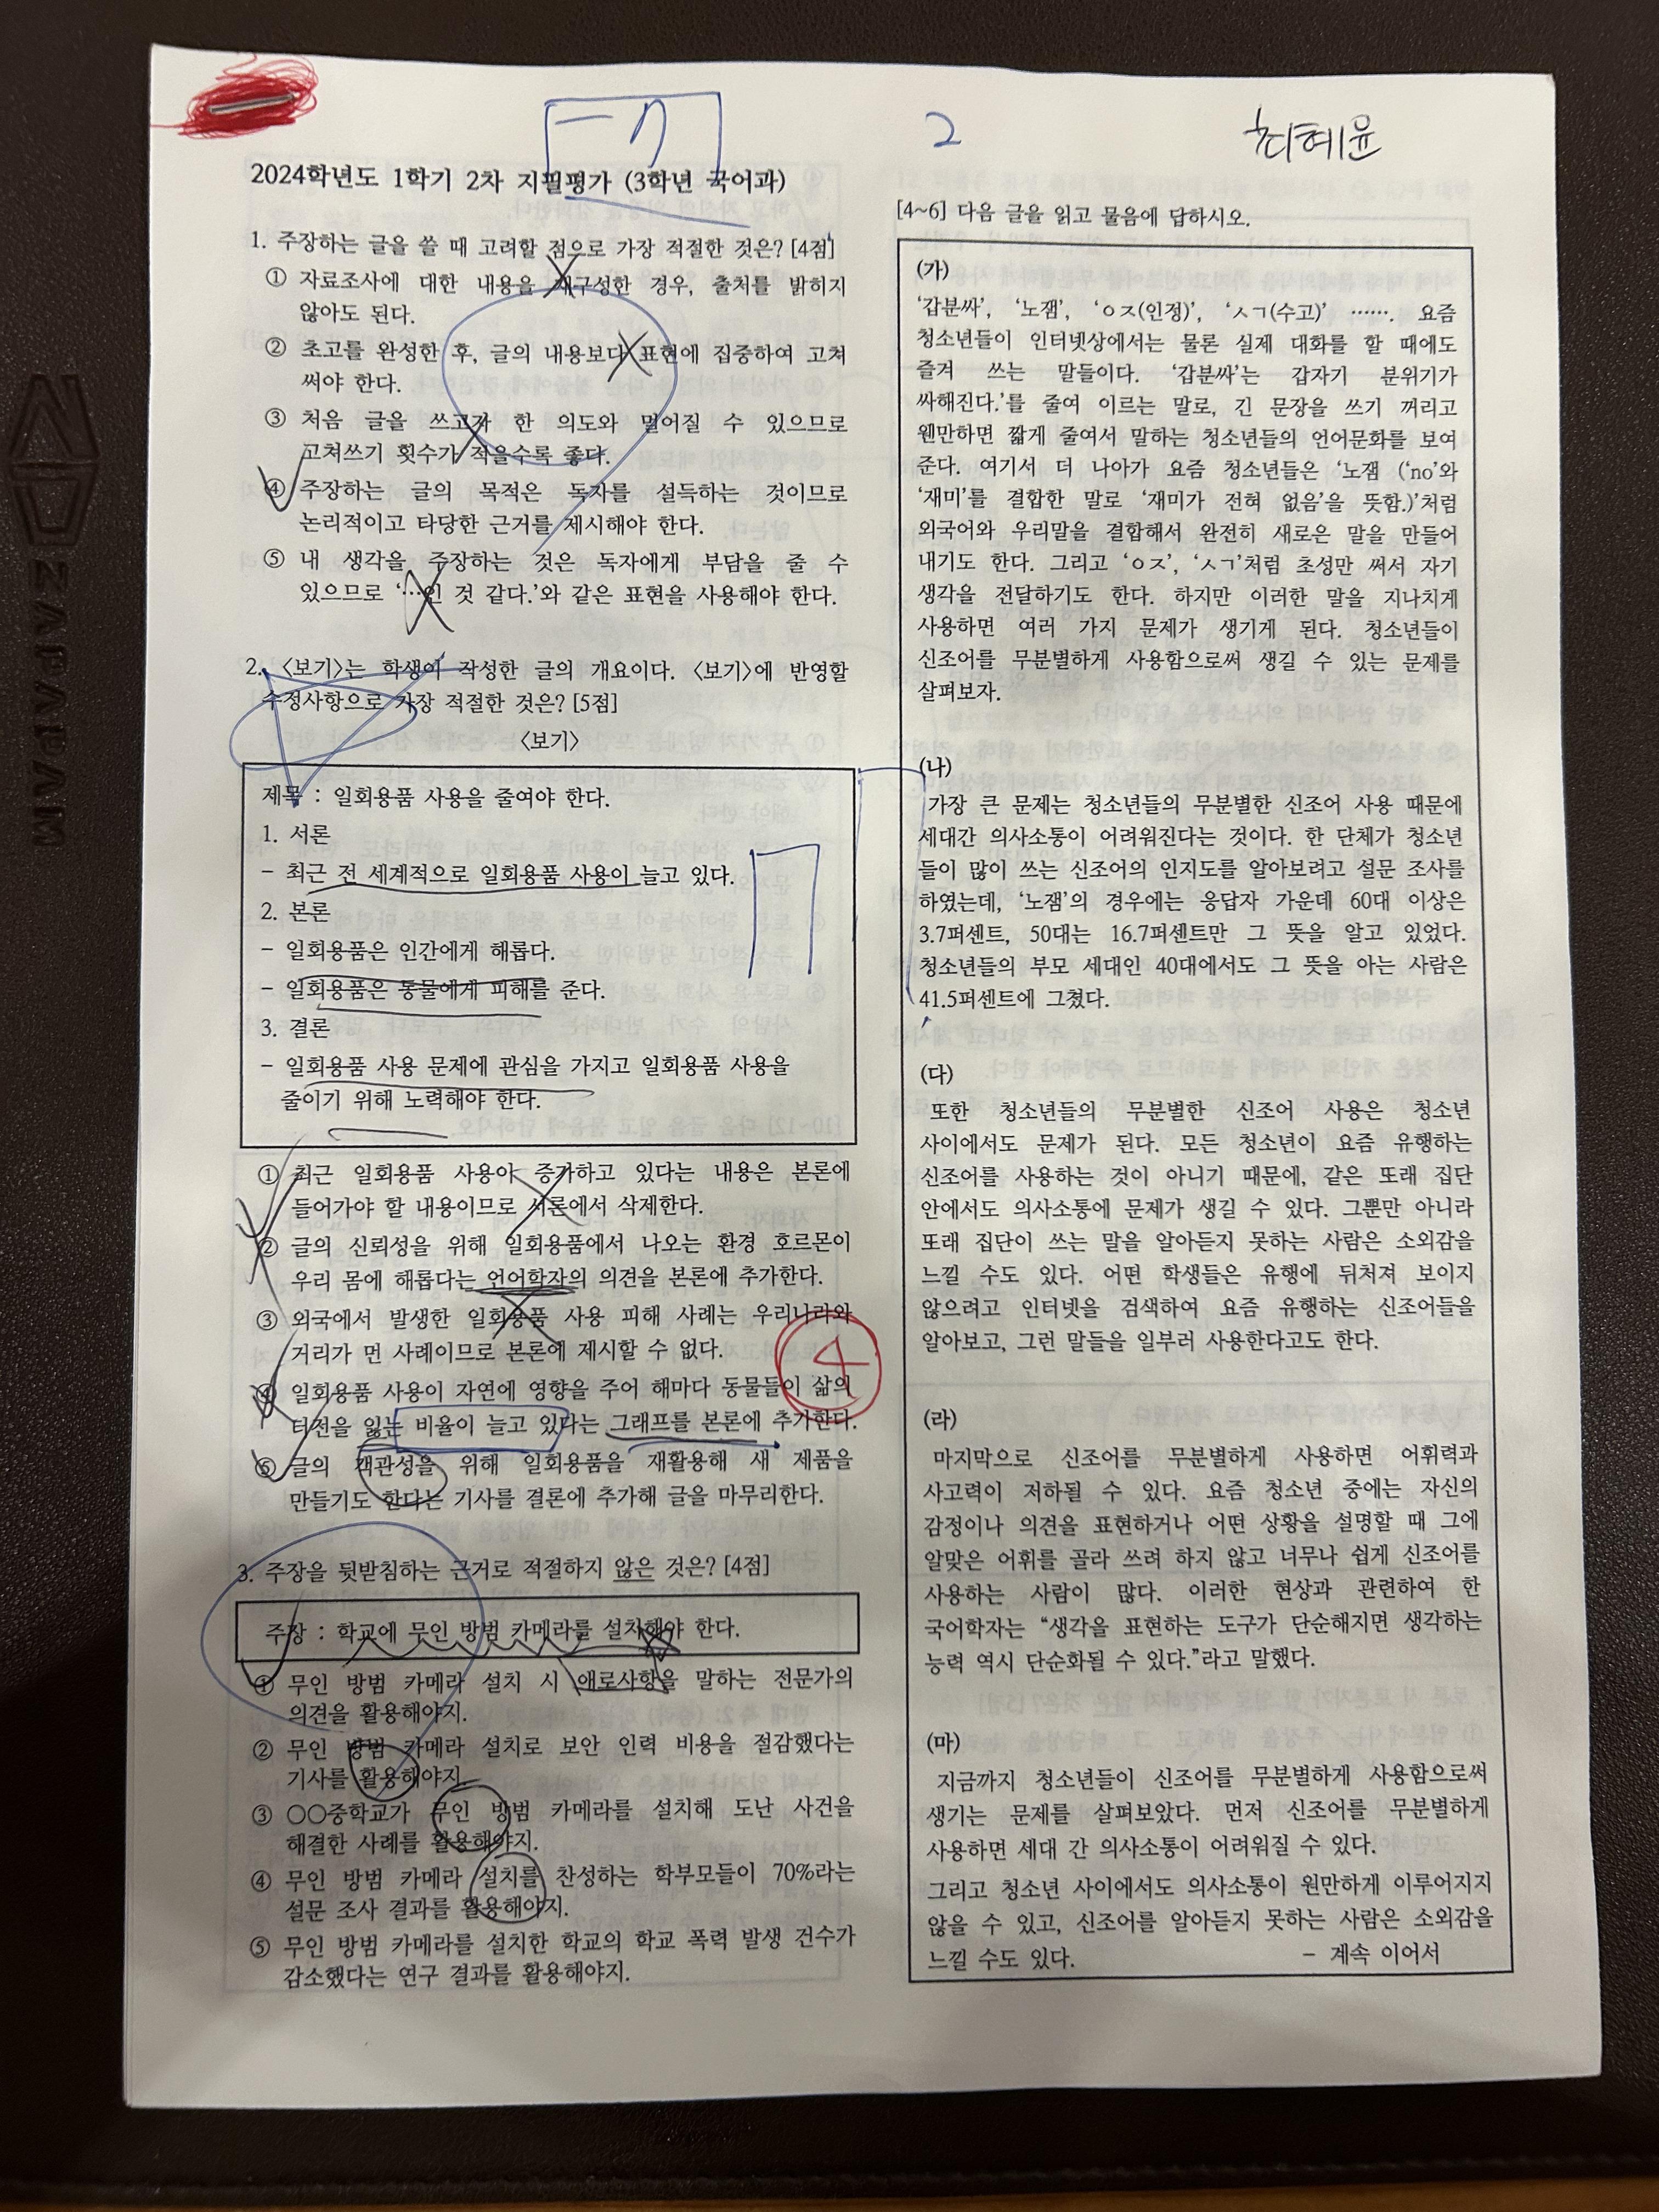 2
최혜윤
2024학년도 1학기 2차 지필평가 (3학년 국어과)
1. 주장하는 글을 쓸 때 고려할 점으로 가장 적절한 것은? [4점]
① 자료조사에 대한 내용을 재구성한 경우, 출처를 밝히지
않아도 된다.
② 초고를 완성한 후, 글의 내용보다 표현에 집중하여 고쳐
써야 한다.
③ 처음 글을 쓰고자 한 의도와 멀어질 수 있으므로
고쳐쓰기 횟수가 적을수록 좋다.
④ 주장하는 글의 목적은 독자를 설득하는 것이므로
논리적이고 타당한 근거를 제시해야 한다.
⑤ 내 생각을 주장하는 것은 독자에게 부담을 줄 수
있으므로 ‘…인 것 같다.’와 같은 표현을 사용해야 한다.
2. <보기>는 학생이 작성한 글의 개요이다. <보기>에 반영할
수정사항으로 가장 적절한 것은? [5점]
<보기>
제목 : 일회용품 사용을 줄여야 한다.
1. 서론
- 최근 전 세계적으로 일회용품 사용이 늘고 있다.
2. 본론
- 일회용품은 인간에게 해롭다.
- 일회용품은 동물에게 피해를 준다.
3. 결론
- 일회용품 사용 문제에 관심을 가지고 일회용품 사용을
줄이기 위해 노력해야 한다.
① 최근 일회용품 사용이 증가하고 있다는 내용은 본론에
들어가야 할 내용이므로 서론에서 삭제한다.
② 글의 신뢰성을 위해 일회용품에서 나오는 환경 호르몬이
우리 몸에 해롭다는 언어학자의 의견을 본론에 추가한다.
③ 외국에서 발생한 일회용품 사용 피해 사례는 우리나라와
거리가 먼 사례이므로 본론에 제시할 수 없다.
④ 일회용품 사용이 자연에 영향을 주어 해마다 동물들이 삶의
터전을 잃는 비율이 늘고 있다는 그래프를 본론에 추가한다.
4
⑤ 글의 객관성을 위해 일회용품을 재활용해 새 제품을
만들기도 한다는 기사를 결론에 추가해 글을 마무리한다.
3. 주장을 뒷받침하는 근거로 적절하지 않은 것은? [4점]
주장 : 학교에 무인 방범 카메라를 설치해야 한다.
① 무인 방범 카메라 설치 시 애로사항을 말하는 전문가의
의견을 활용해야지.
② 무인 방범 카메라 설치로 보안 인력 비용을 절감했다는
기사를 활용해야지.
③ ○○중학교가 무인 방범 카메라를 설치해 도난 사건을
해결한 사례를 활용해야지.
④ 무인 방범 카메라 설치를 찬성하는 학부모들이 70%라는
설문 조사 결과를 활용해야지.
⑤ 무인 방범 카메라를 설치한 학교의 학교 폭력 발생 건수가
감소했다는 연구 결과를 활용해야지.
[4~6] 다음 글을 읽고 물음에 답하시오.
(가)
‘갑분싸’, ‘노잼’, ‘ㅇㅈ(인정)’, ‘ㅅㄱ(수고)’ ……. 요즘
청소년들이 인터넷상에서는 물론 실제 대화를 할 때에도
즐겨 쓰는 말들이다. ‘갑분싸’는 갑자기 분위기가
싸해진다.’를 줄여 이르는 말로, 긴 문장을 쓰기 꺼리고
웬만하면 짧게 줄여서 말하는 청소년들의 언어문화를 보여
준다. 여기서 더 나아가 요즘 청소년들은 ‘노잼 (‘no’와
‘재미’를 결합한 말로 ‘재미가 전혀 없음’을 뜻함.)’처럼
외국어와 우리말을 결합해서 완전히 새로운 말을 만들어
내기도 한다. 그리고 ‘ㅇㅈ’, ‘ㅅㄱ’처럼 초성만 써서 자기
생각을 전달하기도 한다. 하지만 이러한 말을 지나치게
사용하면 여러 가지 문제가 생기게 된다. 청소년들이
신조어를 무분별하게 사용함으로써 생길 수 있는 문제를
살펴보자.
(나)
가장 큰 문제는 청소년들의 무분별한 신조어 사용 때문에
세대간 의사소통이 어려워진다는 것이다. 한 단체가 청소년
들이 많이 쓰는 신조어의 인지도를 알아보려고 설문 조사를
하였는데, ‘노잼’의 경우에는 응답자 가운데 60대 이상은
3.7퍼센트, 50대는 16.7퍼센트만 그 뜻을 알고 있었다.
청소년들의 부모 세대인 40대에서도 그 뜻을 아는 사람은
41.5퍼센트에 그쳤다.
(다)
또한 청소년들의 무분별한 신조어 사용은 청소년
사이에서도 문제가 된다. 모든 청소년이 요즘 유행하는
신조어를 사용하는 것이 아니기 때문에, 같은 또래 집단
안에서도 의사소통에 문제가 생길 수 있다. 그뿐만 아니라
또래 집단이 쓰는 말을 알아듣지 못하는 사람은 소외감을
느낄 수도 있다. 어떤 학생들은 유행에 뒤처져 보이지
않으려고 인터넷을 검색하여 요즘 유행하는 신조어들을
알아보고, 그런 말들을 일부러 사용한다고도 한다.
(라)
마지막으로 신조어를 무분별하게 사용하면 어휘력과
사고력이 저하될 수 있다. 요즘 청소년 중에는 자신의
감정이나 의견을 표현하거나 어떤 상황을 설명할 때 그에
알맞은 어휘를 골라 쓰려 하지 않고 너무나 쉽게 신조어를
사용하는 사람이 많다. 이러한 현상과 관련하여 한
국어학자는 “생각을 표현하는 도구가 단순해지면 생각하는
능력 역시 단순화될 수 있다.”라고 말했다.
(마)
지금까지 청소년들이 신조어를 무분별하게 사용함으로써
생기는 문제를 살펴보았다. 먼저 신조어를 무분별하게
사용하면 세대 간 의사소통이 어려워질 수 있다.
그리고 청소년 사이에서도 의사소통이 원만하게 이루어지지
않을 수 있고, 신조어를 알아듣지 못하는 사람은 소외감을
느낄 수도 있다. - 계속 이어서